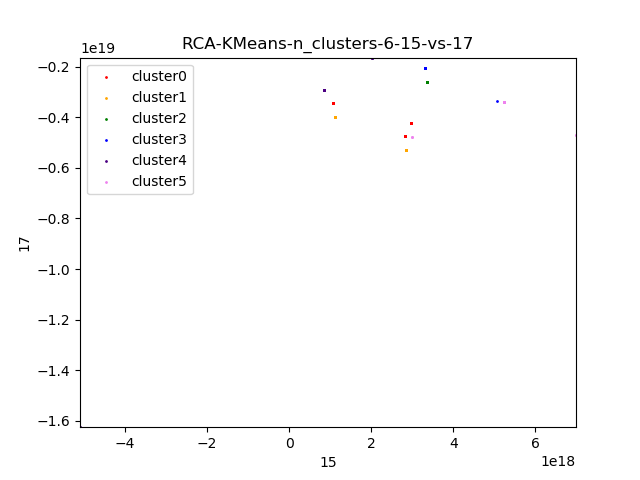 RCA-KMeans-n_clusters-6-15-vs-17
1e19
−0.2
−0.4
−0.6
−0.8
−1.0
−1.2
−1.4
−1.6
17
cluster0
cluster1
cluster2
cluster3
cluster4
cluster5
−4
−2
0
2
4
6
15
1e18